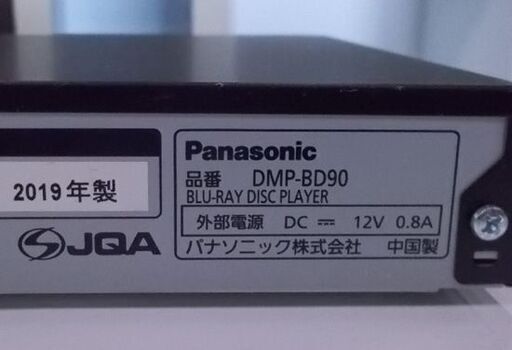 2019年製
JQA
Panasonic
品番 DMP-BD90
BLU-RAY DISC PLAYER
外部電源 DC ⎓ 12V 0.8A
パナソニック株式会社 中国製